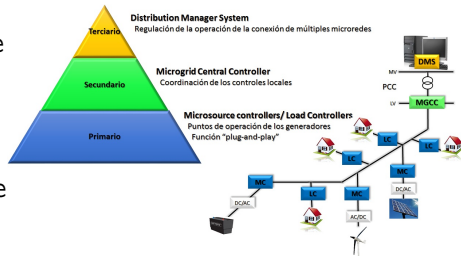 e
Distribution Manager System
Terciario
Regulación de la operación de la conexión de múltiples microredes
Microgrid Central Controller
Secundario
Coordinación de los controles locales
Microsource controllers/ Load Controllers
Primario
Puntos de operación de los generadores
Función "plug-and-play"
e
DMS
MV
PCC
LV
MGCC
LC
LC
LC
MC
LC
MC
MC
DC/AC
DC/AC
AC/DC